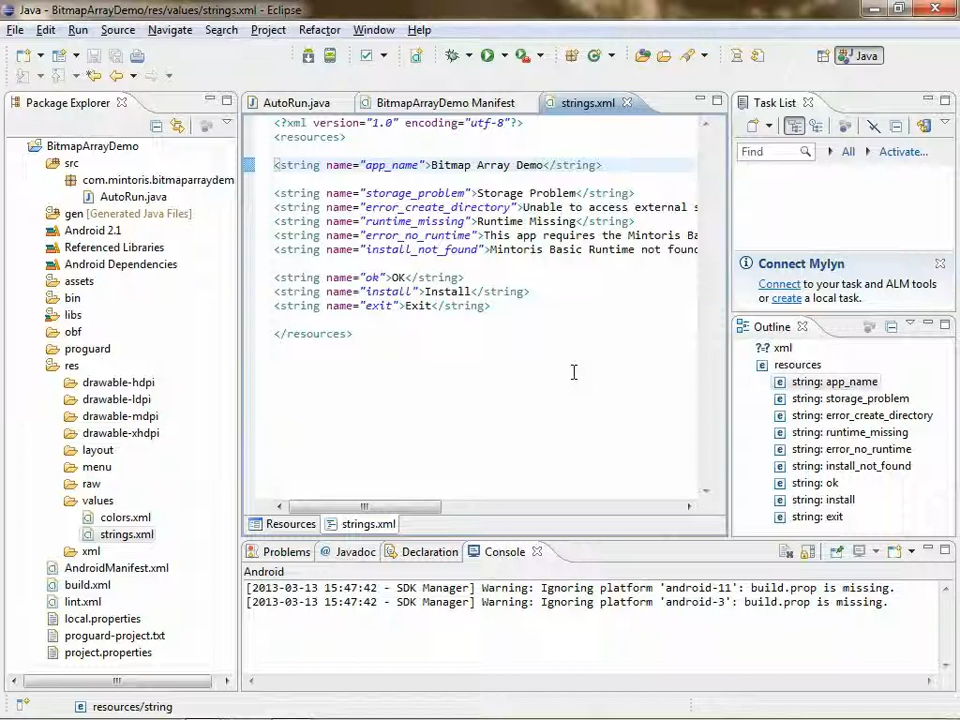 Java - BitmapArrayDemo/res/values/strings.xml - Eclipse
File Edit Run Source Navigate Search Project Refactor Window Help
Java
Package Explorer
BitmapArrayDemo
src
com.mintoris.bitmaparraydem
AutoRun.java
gen [Generated Java Files]
Android 2.1
Referenced Libraries
Android Dependencies
assets
bin
libs
obf
proguard
res
drawable-hdpi
drawable-ldpi
drawable-mdpi
drawable-xhdpi
layout
menu
raw
values
colors.xml
strings.xml
xml
AndroidManifest.xml
build.xml
lint.xml
local.properties
proguard-project.txt
project.properties
AutoRun.java
BitmapArrayDemo Manifest
strings.xml
<?xml version="1.0" encoding="utf-8"?>
<resources>
<string name="app_name">Bitmap Array Demo</string>
<string name="storage_problem">Storage Problem</string>
<string name="error_create_directory">Unable to access external s
<string name="runtime_missing">Runtime Missing</string>
<string name="error_no_runtime">This app requires the Mintoris Ba
<string name="install_not_found">Mintoris Basic Runtime not found
<string name="ok">OK</string>
<string name="install">Install</string>
<string name="exit">Exit</string>
</resources>
Resources
strings.xml
Task List
Find
All
Activate...
Connect Mylyn
Connect to your task and ALM tools
or create a local task.
Outline
xml
resources
string: app_name
string: storage_problem
string: error_create_directory
string: runtime_missing
string: error_no_runtime
string: install_not_found
string: ok
string: install
string: exit
Problems
Javadoc
Declaration
Console
Android
[2013-03-13 15:47:42 - SDK Manager] Warning: Ignoring platform 'android-11': build.prop is missing.
[2013-03-13 15:47:42 - SDK Manager] Warning: Ignoring platform 'android-3': build.prop is missing.
resources/string